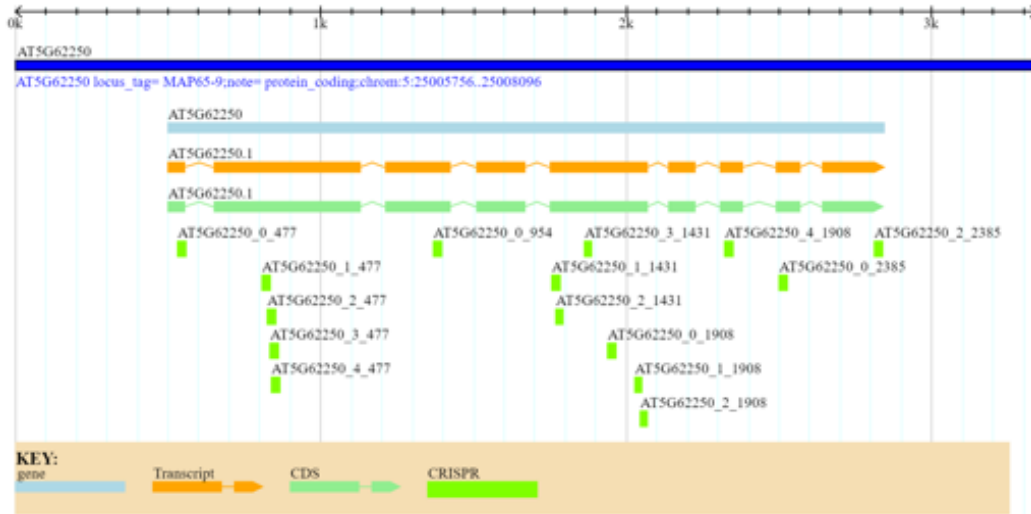 0k 1k 2k 3k
AT5G62250
AT5G62250 locus_tag= MAP65-9;note= protein_coding;chrom:5:25005756..25008096
AT5G62250
AT5G62250.1
AT5G62250.1
AT5G62250_0_477 AT5G62250_0_954 AT5G62250_3_1431 AT5G62250_4_1908 AT5G62250_2_2385
AT5G62250_1_477 AT5G62250_1_1431 AT5G62250_0_2385
AT5G62250_2_477 AT5G62250_2_1431
AT5G62250_3_477 AT5G62250_0_1908
AT5G62250_4_477 AT5G62250_1_1908
AT5G62250_2_1908
KEY:
gene Transcript CDS CRISPR